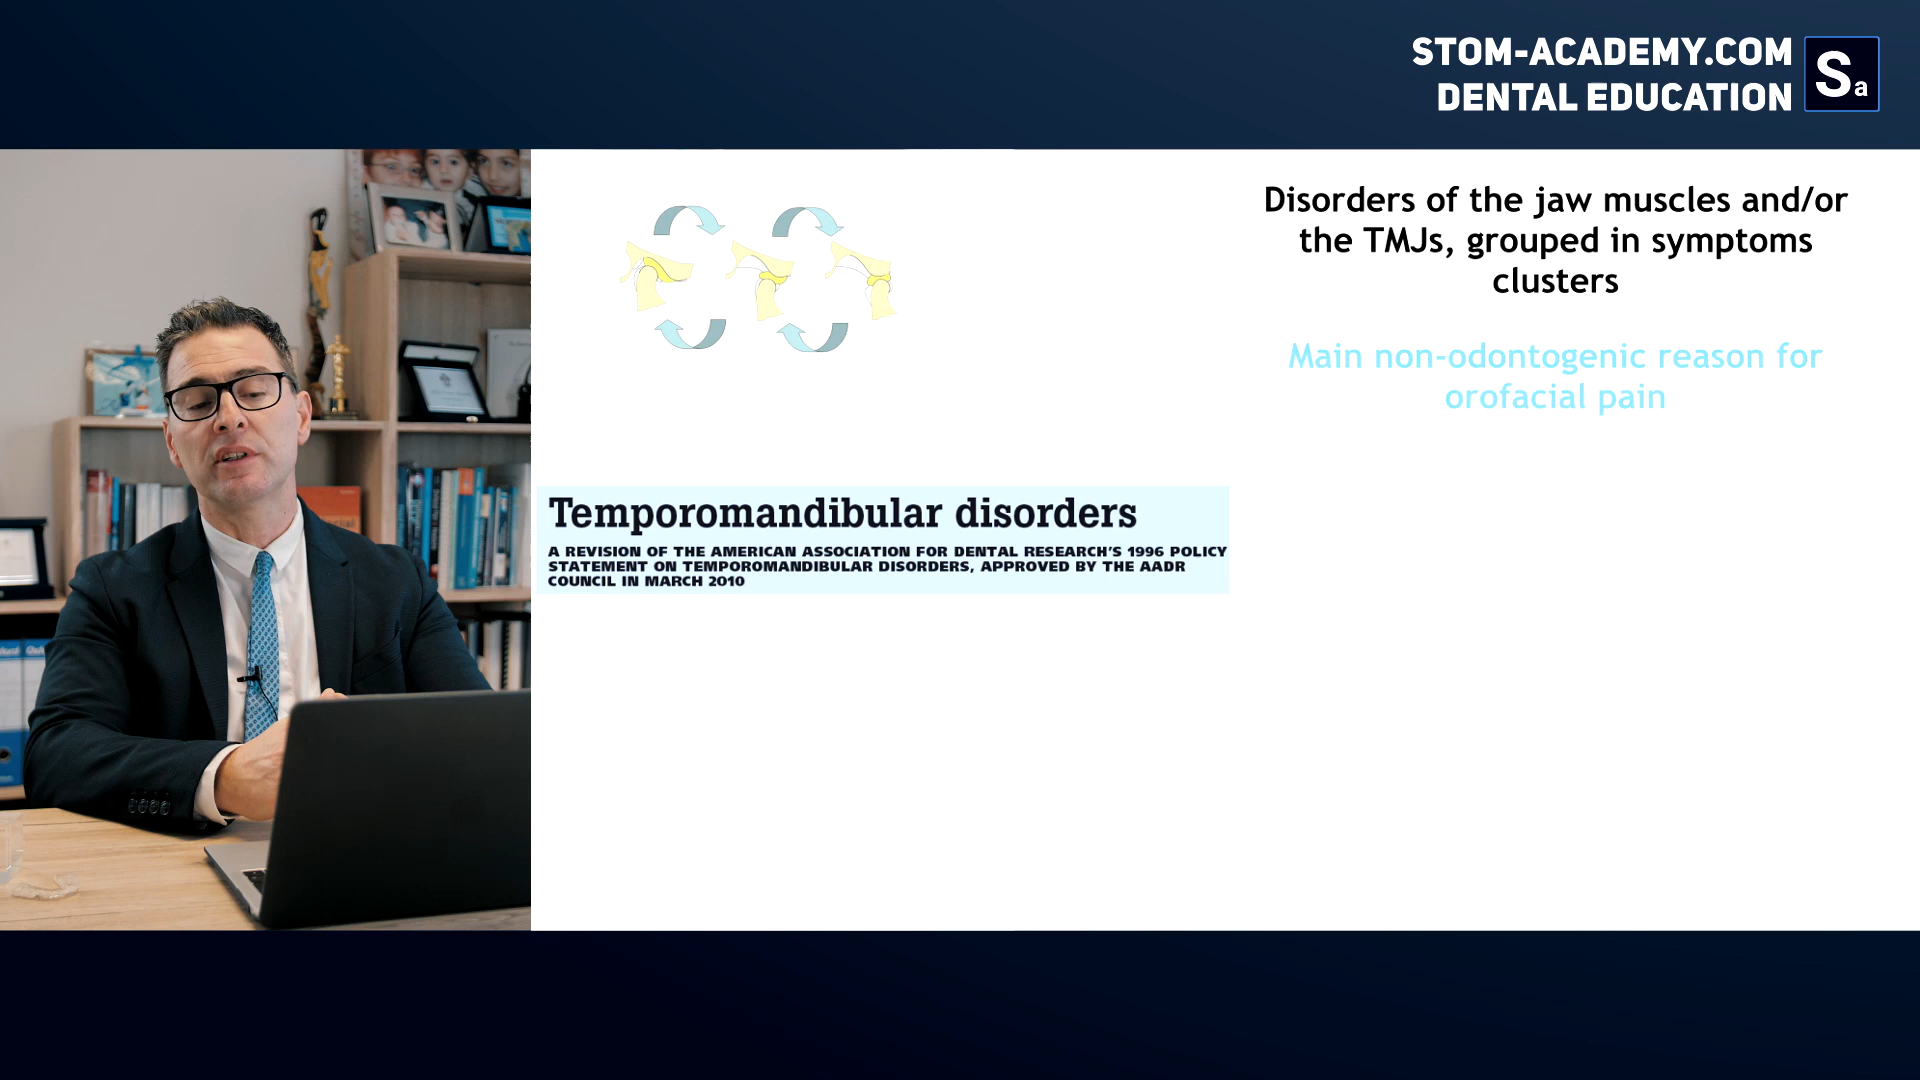 STOM-ACADEMY.COM
DENTAL EDUCATION
Sa
Disorders of the jaw muscles and/or
the TMJs, grouped in symptoms
clusters
Main non-odontogenic reason for
orofacial pain
Temporomandibular disorders
A REVISION OF THE AMERICAN ASSOCIATION FOR DENTAL RESEARCH'S 1996 POLICY
STATEMENT ON TEMPOROMANDIBULAR DISORDERS, APPROVED BY THE AADR
COUNCIL IN MARCH 2010